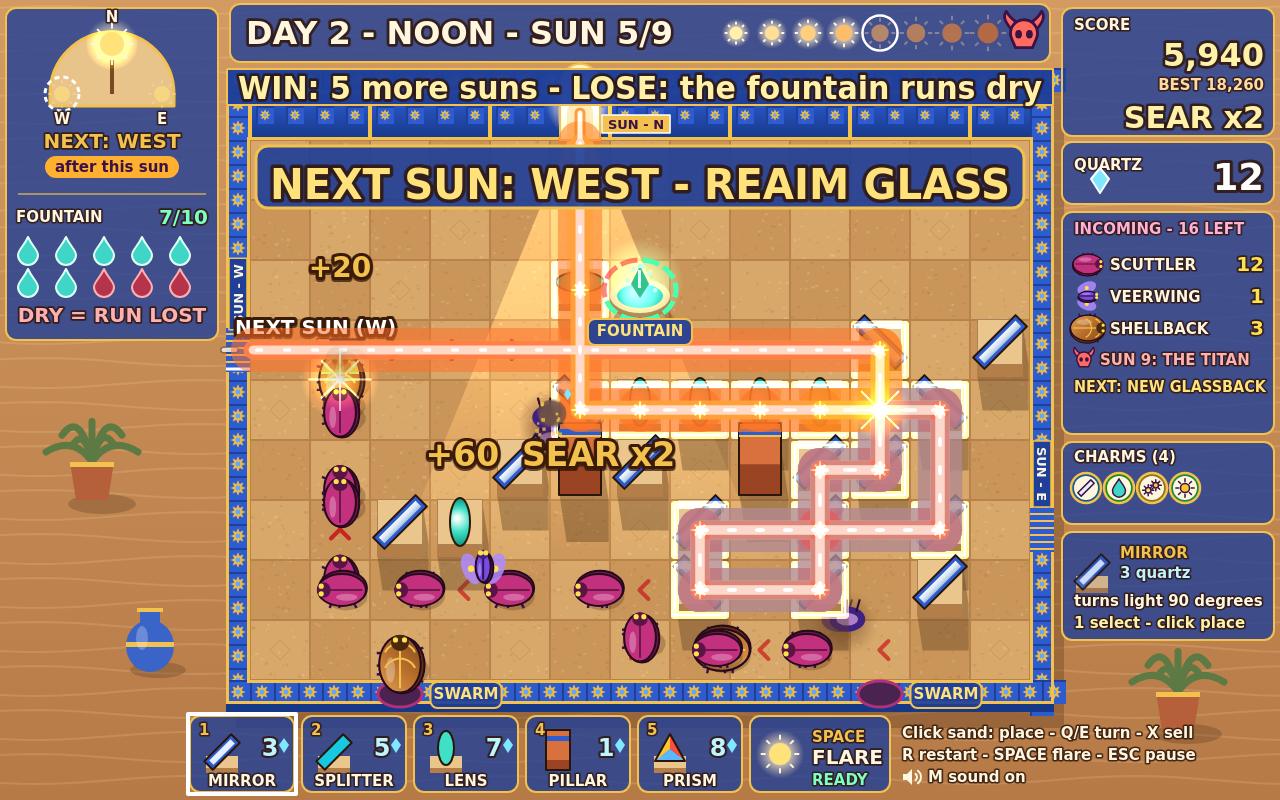 N
W
E
NEXT: WEST
after this sun
FOUNTAIN
7/10
DRY = RUN LOST
DAY 2 - NOON - SUN 5/9
WIN: 5 more suns - LOSE: the fountain runs dry
SUN - N
NEXT SUN: WEST - REAIM GLASS
SUN - W
+20
NEXT SUN (W)
FOUNTAIN
+60 SEAR x2
SUN - E
SWARM
SWARM
SCORE
5,940
BEST 18,260
SEAR x2
QUARTZ
12
INCOMING - 16 LEFT
SCUTTLER 12
VEERWING 1
SHELLBACK 3
SUN 9: THE TITAN
NEXT: NEW GLASSBACK
CHARMS (4)
MIRROR
3 quartz
turns light 90 degrees
1 select - click place
1
3
MIRROR
2
5
SPLITTER
3
7
LENS
4
1
PILLAR
5
8
PRISM
SPACE
FLARE
READY
Click sand: place - Q/E turn - X sell
R restart - SPACE flare - ESC pause
M sound on